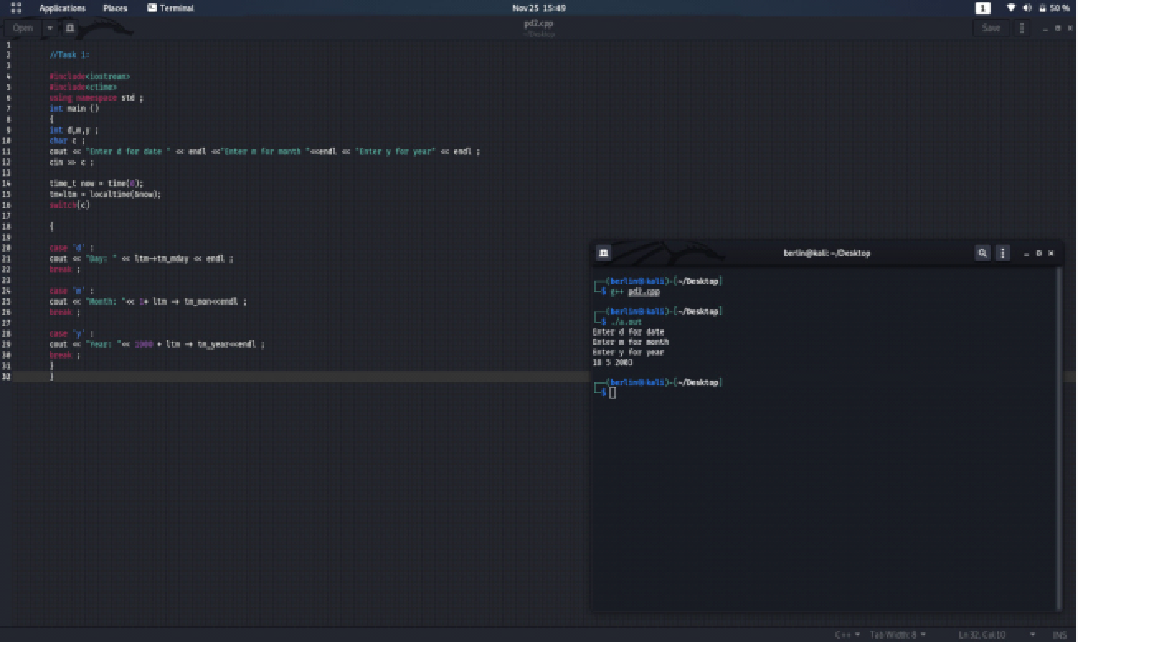 Applications Places Terminal Nov 25 15:49 1 50 %
Open pd2.cpp Save
~/Desktop
1
2 //Task 1:
3
4 #include<iostream>
5 #include<ctime>
6 using namespace std ;
7 int main ()
8 {
9 int d,m,y ;
10 char c ;
11 cout << "Enter d for date " << endl <<"Enter m for month "<<endl << "Enter y for year" << endl ;
12 cin >> c ;
13
14 time_t now = time(0);
15 tm*ltm = localtime(&now);
16 switch(c)
17
18 {
19
20 case 'd' :
21 cout << "Day: " << ltm->tm_mday << endl ;
22 break ;
23
24 case 'm' :
25 cout << "Month: "<< 1+ ltm -> tm_mon<<endl ;
26 break ;
27
28 case 'y' :
29 cout << "Year: "<< 1900 + ltm -> tm_year<<endl ;
30 break ;
31 }
32 }
berlin@kali: ~/Desktop
(berlin@kali)-[~/Desktop]
$ g++ pd2.cpp
(berlin@kali)-[~/Desktop]
$ ./a.out
Enter d for date
Enter m for month
Enter y for year
18 5 2003
(berlin@kali)-[~/Desktop]
$
C++ Tab Width: 8 Ln 32, Col 10 INS